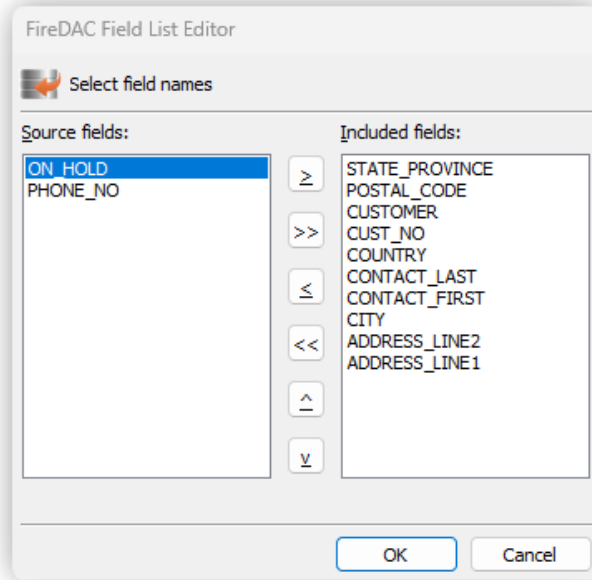 FireDAC Field List Editor
Select field names
Source fields:
ON_HOLD
PHONE_NO
>
>>
<
<<
^
v
Included fields:
STATE_PROVINCE
POSTAL_CODE
CUSTOMER
CUST_NO
COUNTRY
CONTACT_LAST
CONTACT_FIRST
CITY
ADDRESS_LINE2
ADDRESS_LINE1
OK
Cancel